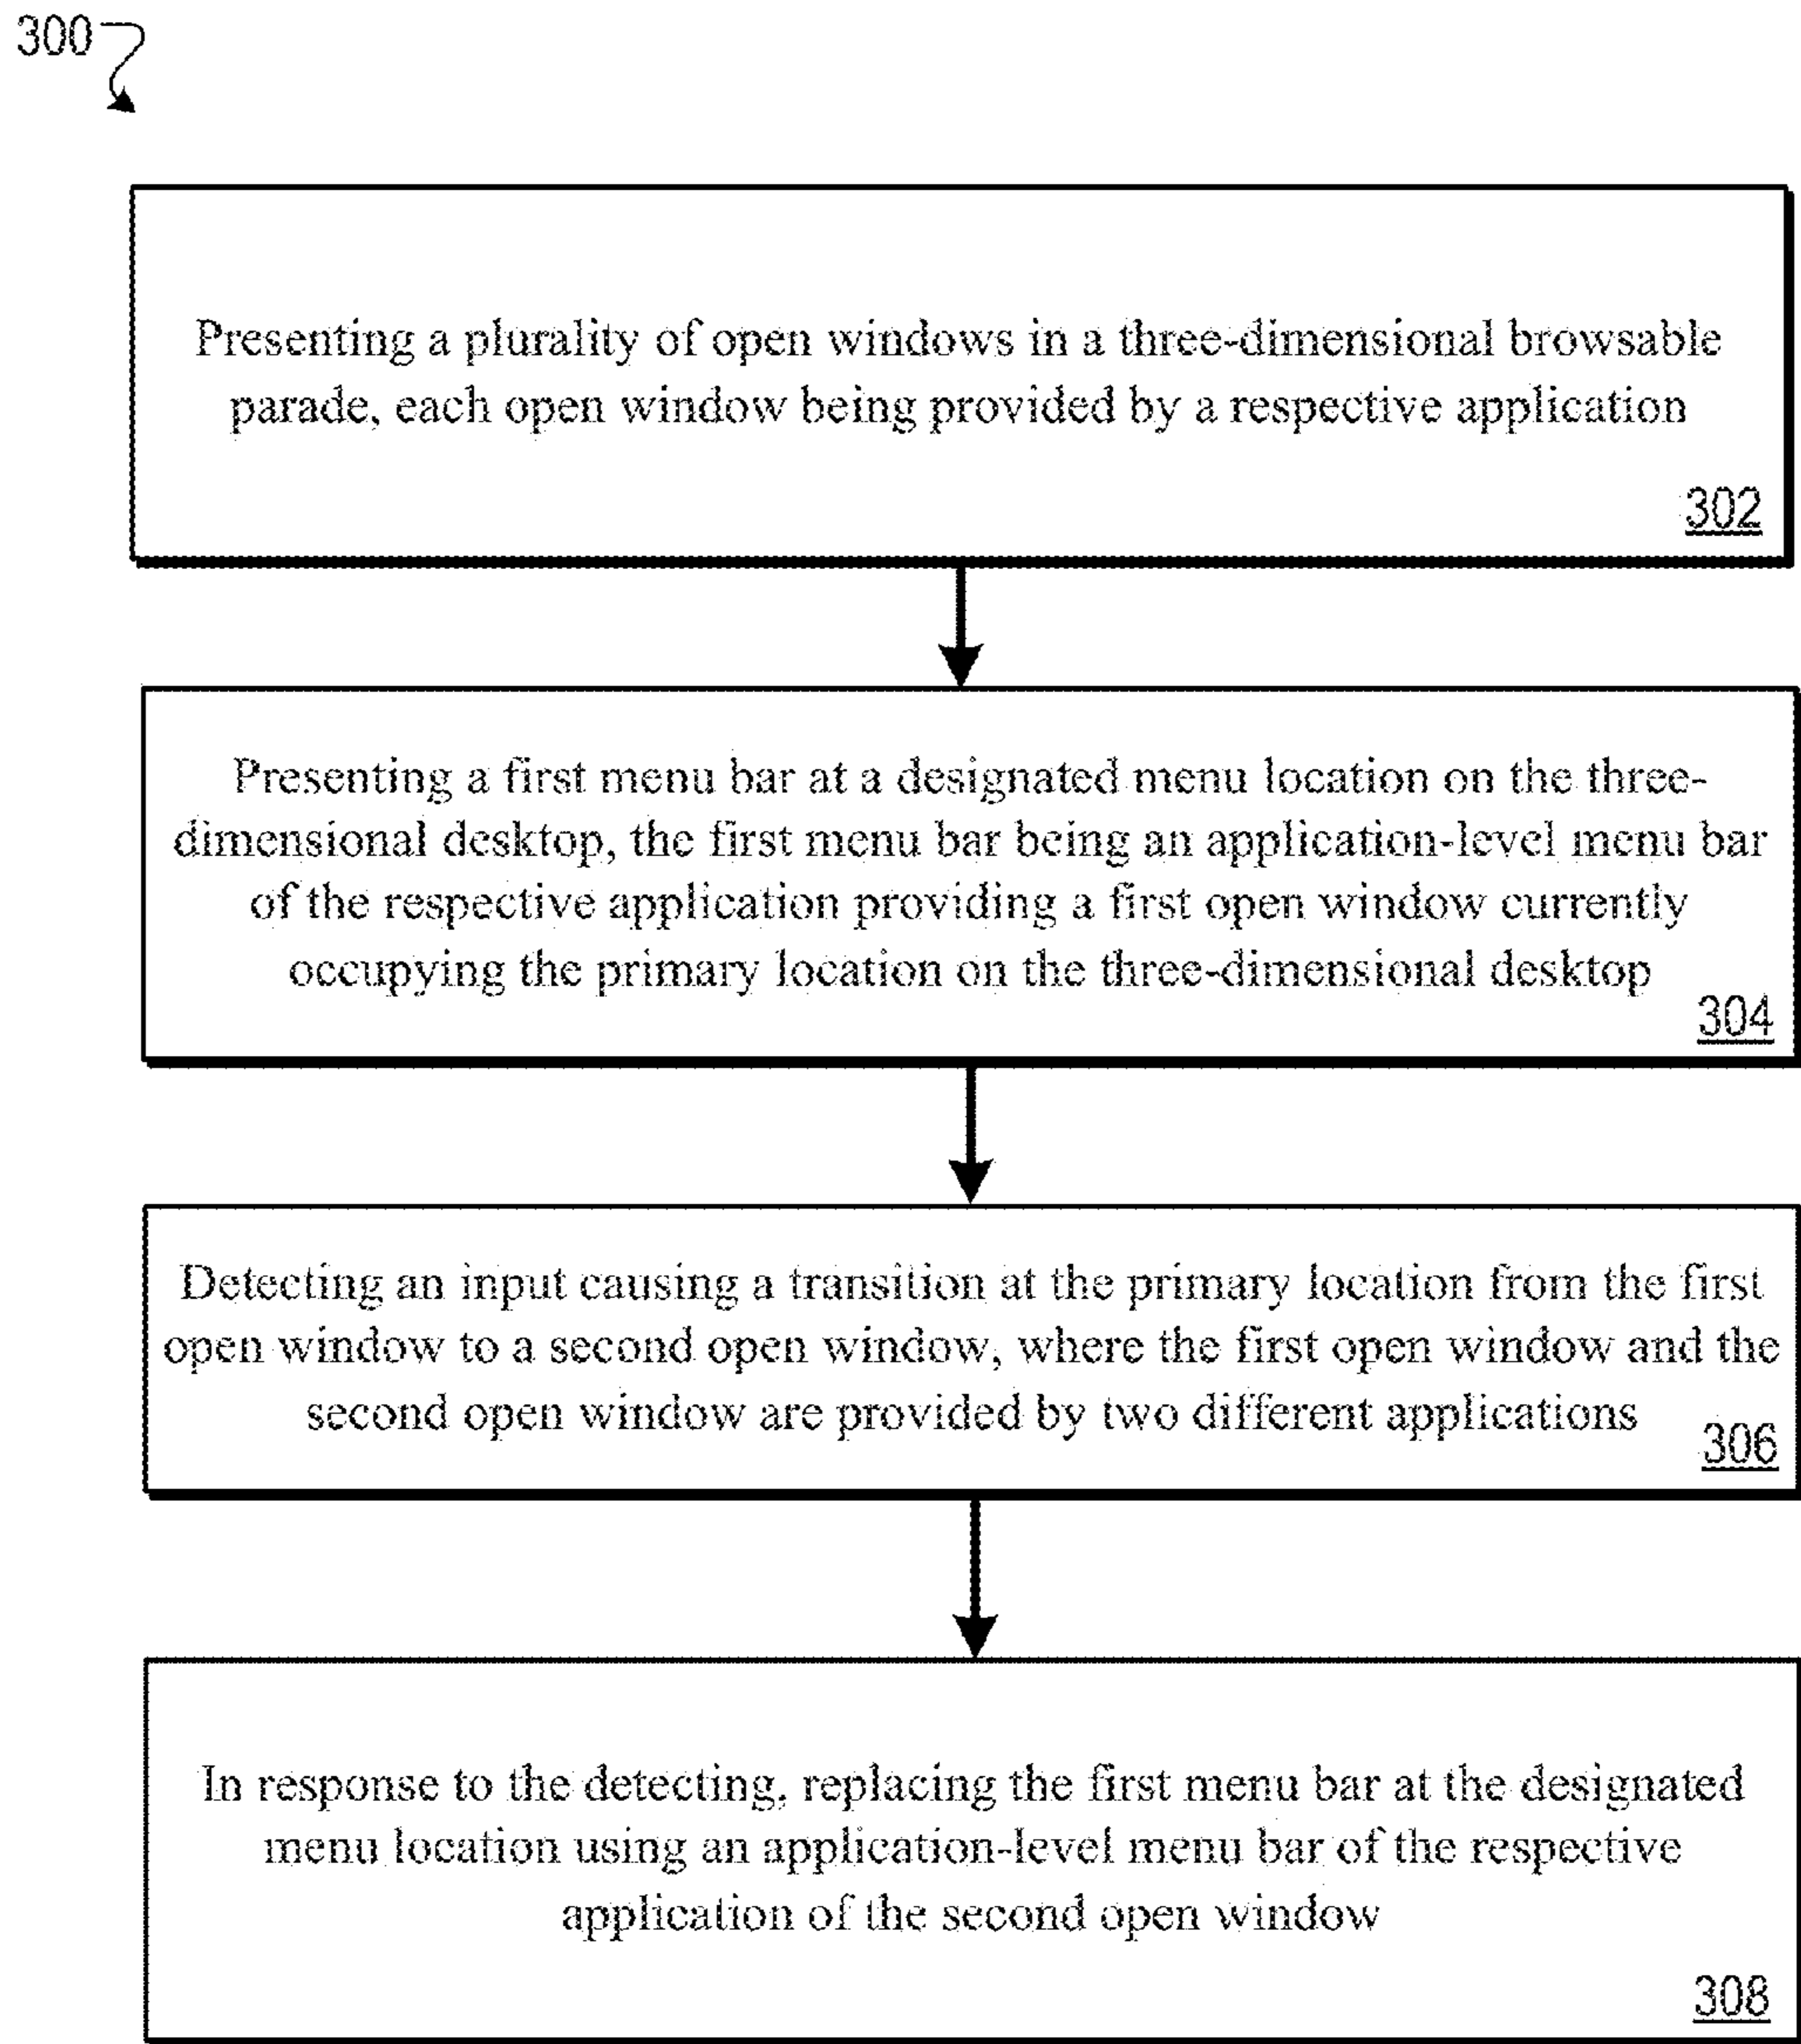 300
Presenting a plurality of open windows in a three-dimensional browsable
parade, each open window being provided by a respective application
302
Presenting a first menu bar at a designated menu location on the three-
dimensional desktop, the first menu bar being an application-level menu bar
of the respective application providing a first open window currently
occupying the primary location on the three-dimensional desktop
304
Detecting an input causing a transition at the primary location from the first
open window to a second open window, where the first open window and the
second open window are provided by two different applications
306
In response to the detecting, replacing the first menu bar at the designated
menu location using an application-level menu bar of the respective
application of the second open window
308